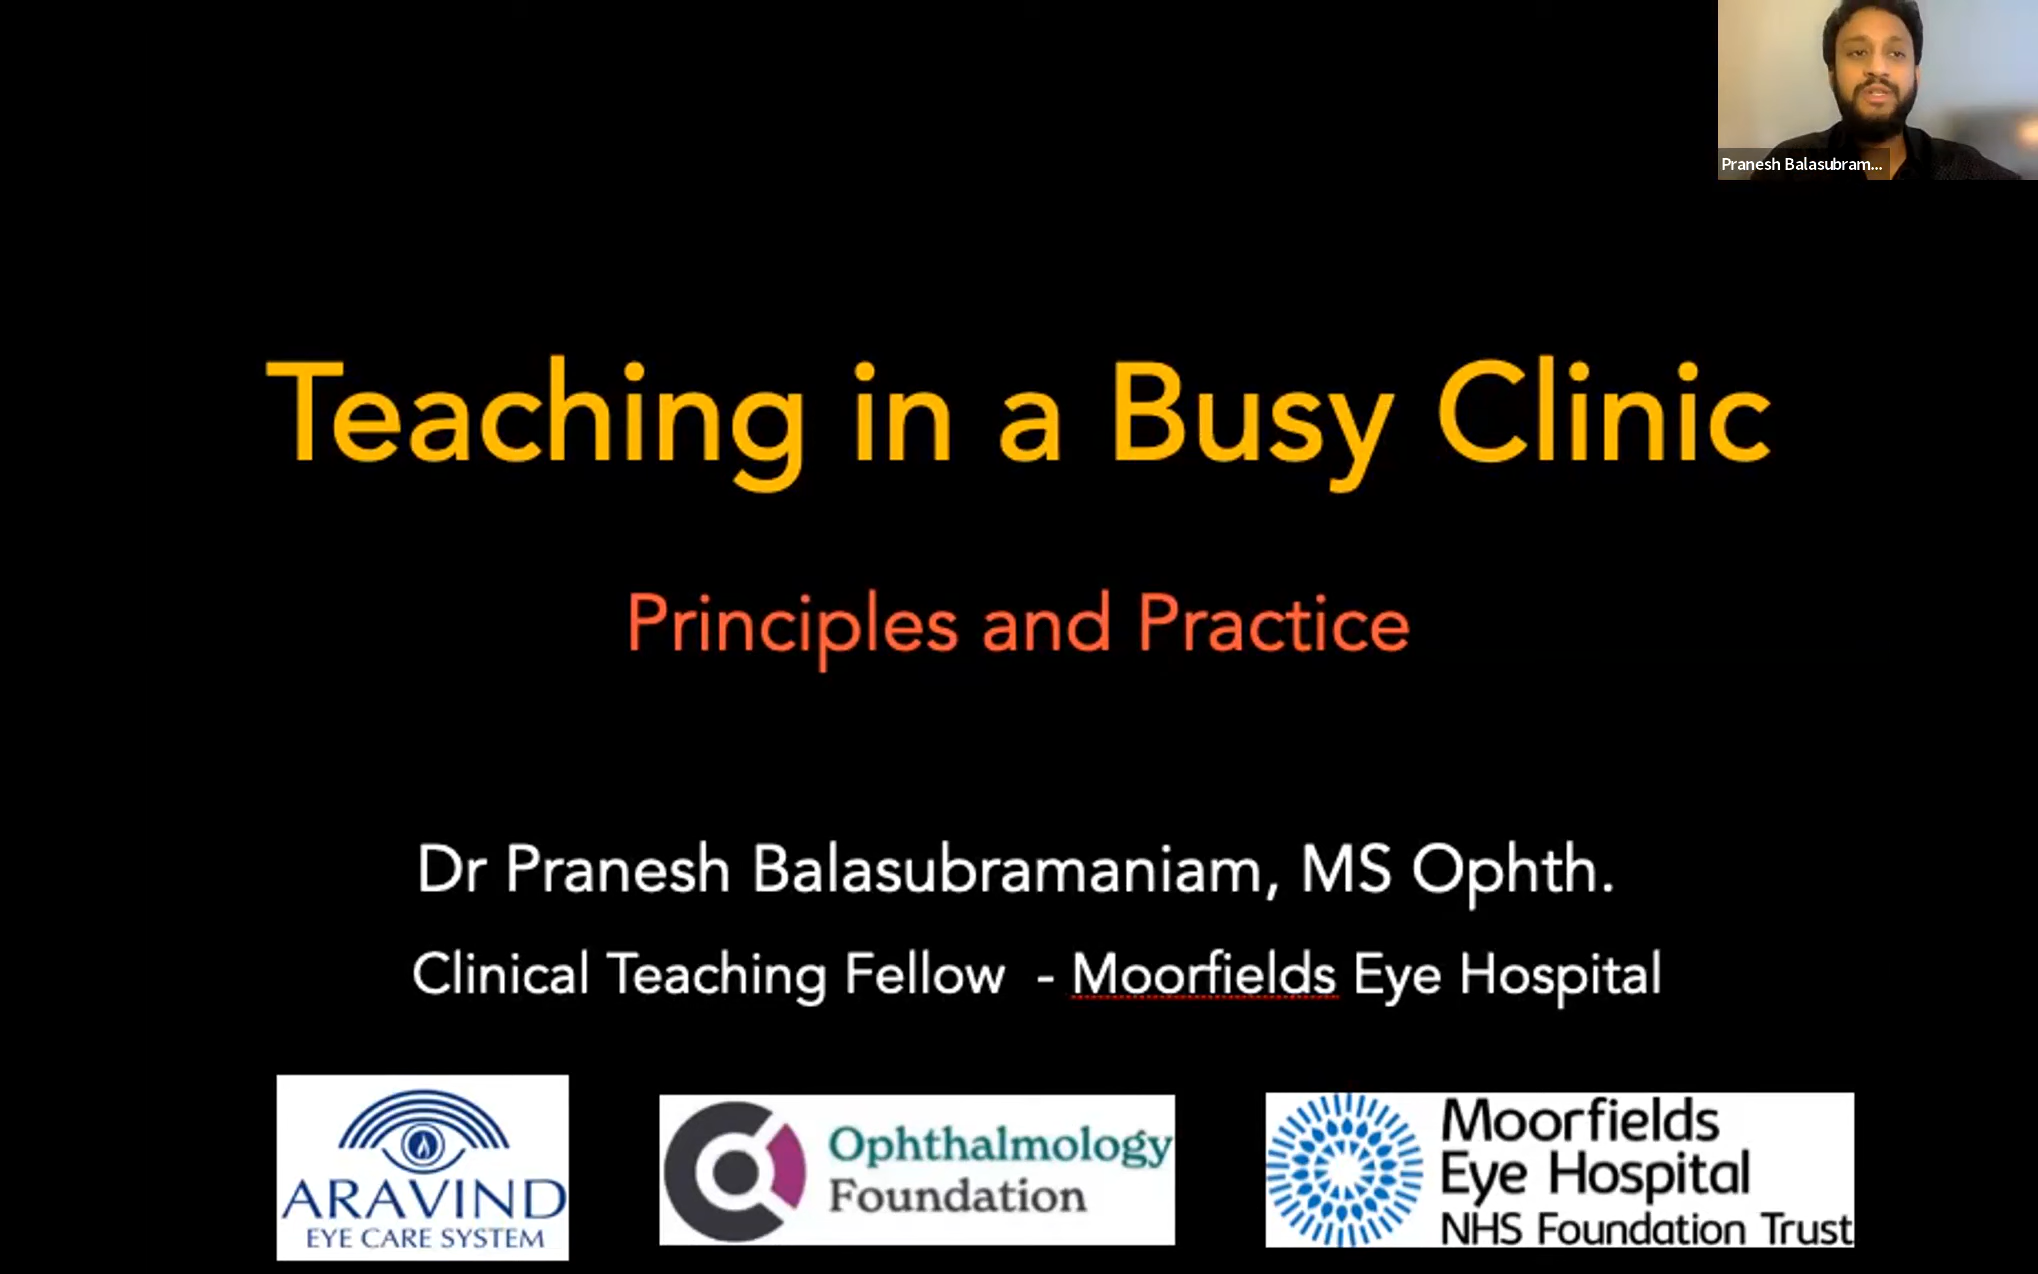 Pranesh Balasubram...
Teaching in a Busy Clinic
Principles and Practice
Dr Pranesh Balasubramaniam, MS Ophth.
Clinical Teaching Fellow - Moorfields Eye Hospital
ARAVIND
EYE CARE SYSTEM
Ophthalmology
Foundation
Moorfields
Eye Hospital
NHS Foundation Trust